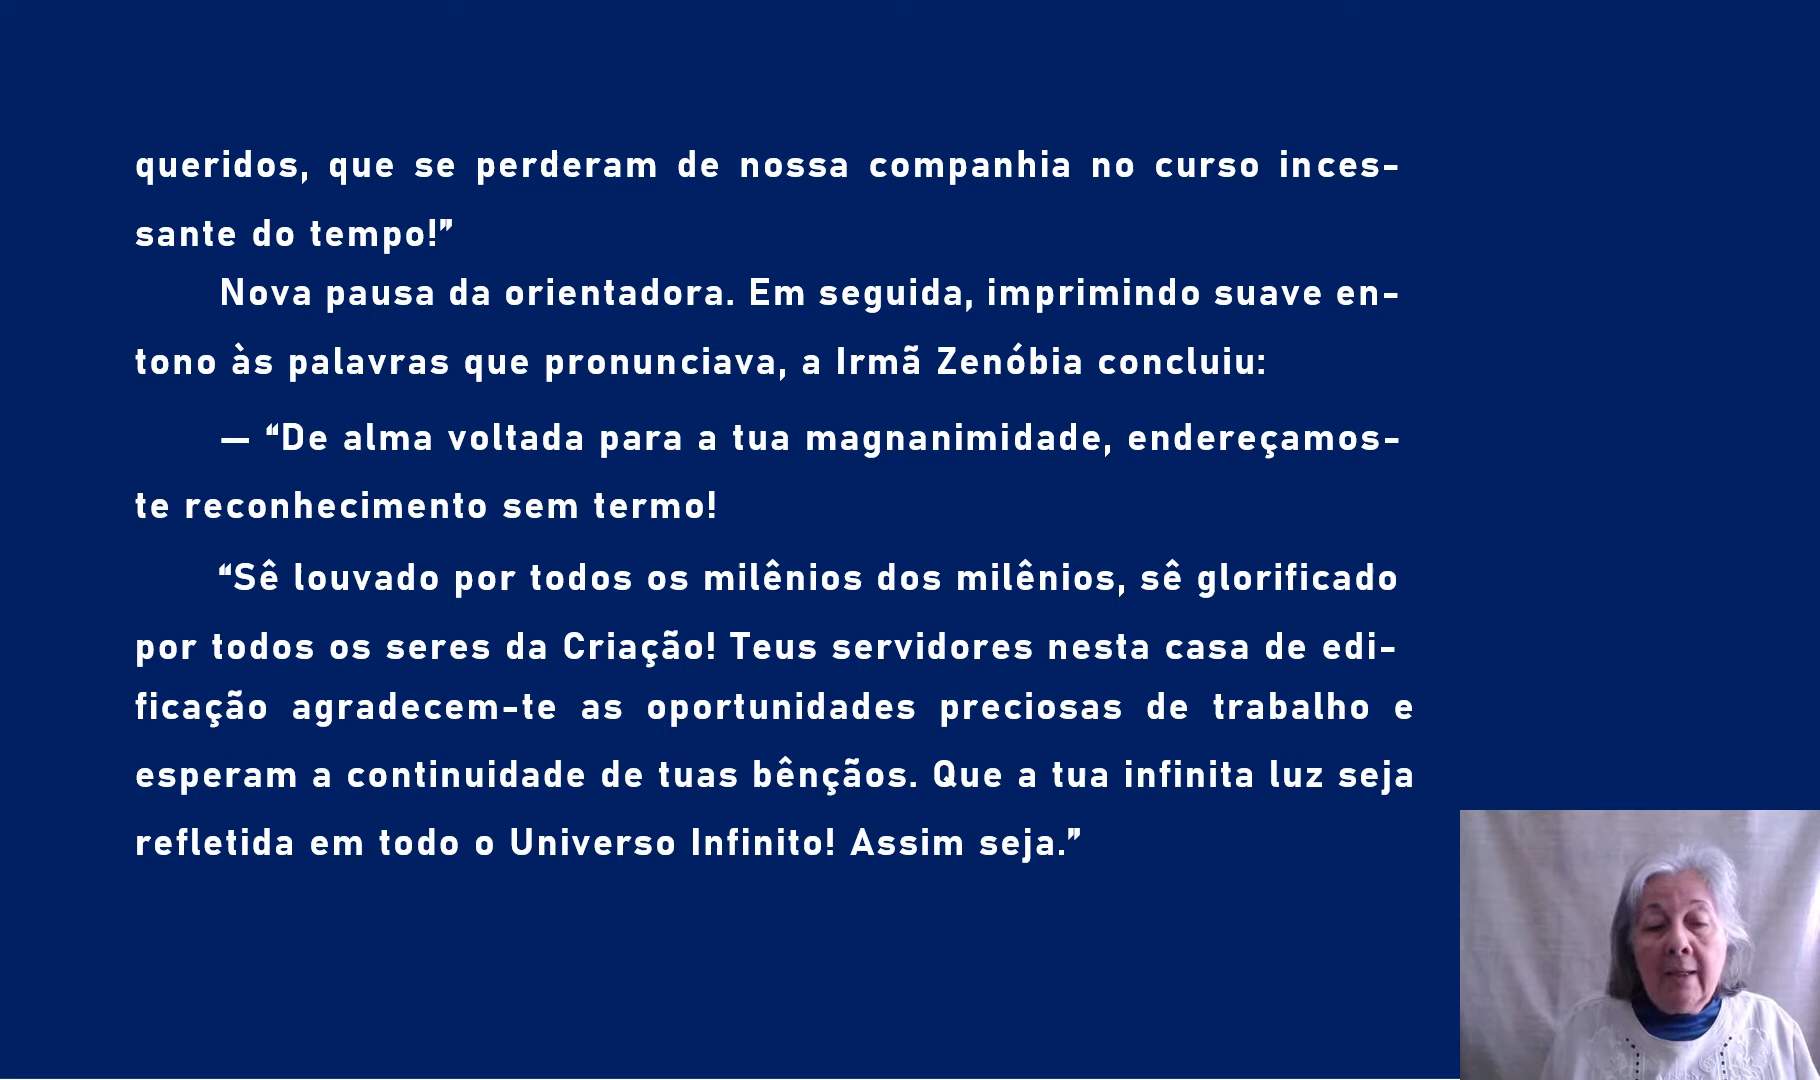 queridos, que se perderam de nossa companhia no curso inces-
sante do tempo!”
Nova pausa da orientadora. Em seguida, imprimindo suave en-
tono às palavras que pronunciava, a Irmã Zenóbia concluiu:
— “De alma voltada para a tua magnanimidade, endereçamos-
te reconhecimento sem termo!
“Sê louvado por todos os milênios dos milênios, sê glorificado
por todos os seres da Criação! Teus servidores nesta casa de edi-
ficação agradecem-te as oportunidades preciosas de trabalho e
esperam a continuidade de tuas bênçãos. Que a tua infinita luz seja
refletida em todo o Universo Infinito! Assim seja.”